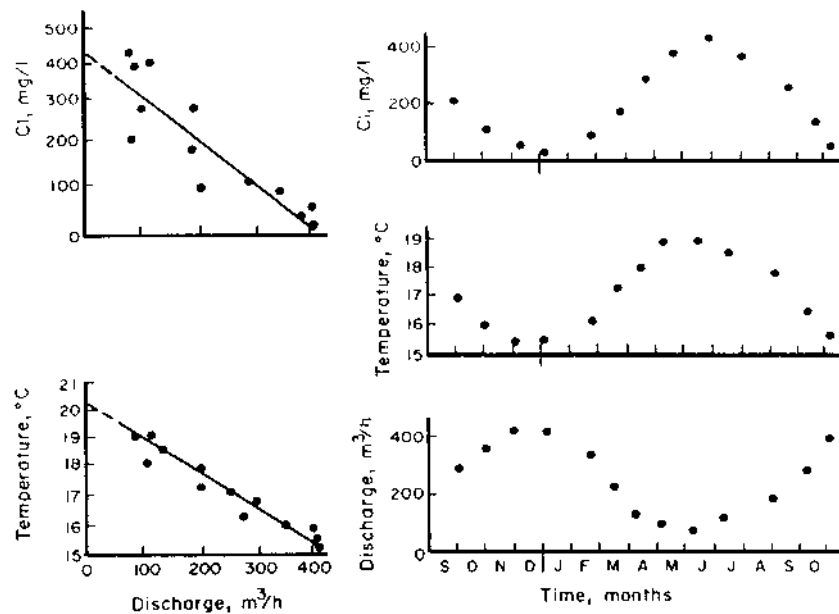 Cl, mg/l
500
400
300
200
100
0
Cl, mg/l
400
200
0
Temperature, °C
19
18
17
16
15
Temperature, °C
21
20
19
18
17
16
15
0 100 200 300 400
Discharge, m³/h
Discharge, m³/h
400
200
0
S O N D J F M A M J J A S O
Time, months